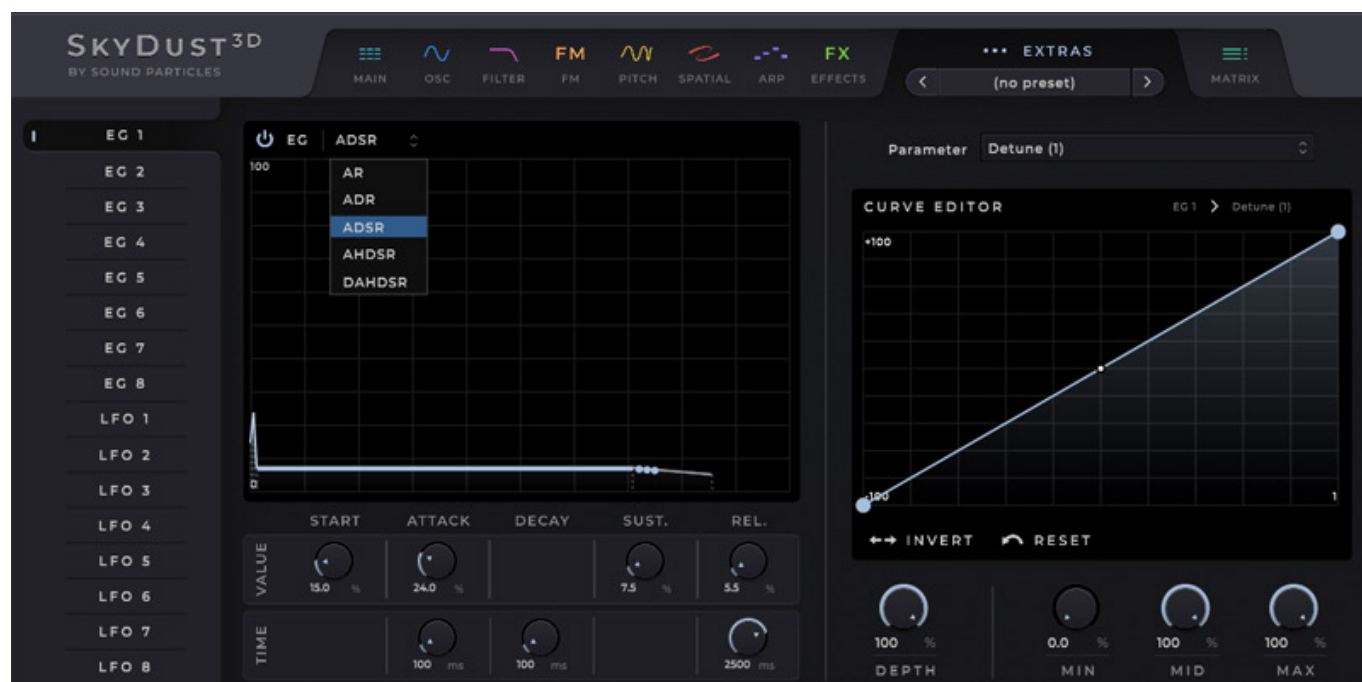 SKYDUST 3D
BY SOUND PARTICLES
MAIN
OSC
FILTER
FM
FM
PITCH
SPATIAL
ARP
FX
EFFECTS
EXTRAS
(no preset)
MATRIX
EG 1
EG 2
EG 3
EG 4
EG 5
EG 6
EG 7
EG 8
LFO 1
LFO 2
LFO 3
LFO 4
LFO 5
LFO 6
LFO 7
LFO 8
EG ADSR
100
AR
ADR
ADSR
AHDSR
DAHDSR
START ATTACK DECAY SUST. REL.
VALUE
15.0 % 24.0 % 7.5 % 5.5 %
TIME
100 ms 100 ms 2500 ms
Parameter Detune (1)
CURVE EDITOR EG 1 > Detune (1)
+100
-100 1
INVERT RESET
100 % 0.0 % 100 % 100 %
DEPTH MIN MID MAX